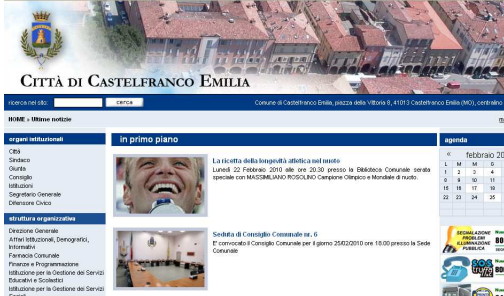 CITTÀ DI CASTELFRANCO EMILIA
ricerca nel sito: cerca Comune di Castelfranco Emilia, piazza della Vittoria 8, 41013 Castelfranco Emilia (MO), centralino
HOME » Ultime notizie
organi istituzionali
Città
Sindaco
Giunta
Consiglio
Istituzioni
Segretario Generale
Difensore Civico
struttura organizzativa
Direzione Generale
Affari Istituzionali, Demografici,
Informativi
Farmacia Comunale
Finanze e Programmazione
Istituzione per la Gestione dei Servizi
Educativi e Scolastici
Istituzione per la Gestione dei Servizi
in primo piano
La ricetta della longevità atletica nel nuoto
Lunedì 22 Febbraio 2010 alle ore 20.30 presso la Biblioteca Comunale serata
speciale con MASSIMILIANO ROSOLINO Campione Olimpico e Mondiale di nuoto.
Seduta di Consiglio Comunale nr. 6
E' convocato il Consiglio Comunale per il giorno 25/02/2010 ore 18.00 presso la Sede
Comunale
agenda
« febbraio 20
L M M G
1 2 3 4
8 9 10 11
15 16 17 18
22 23 24 25
SEGNALAZIONE
PROBLEMI
ILLUMINAZIONE
PUBBLICA
S.O.S
truffa